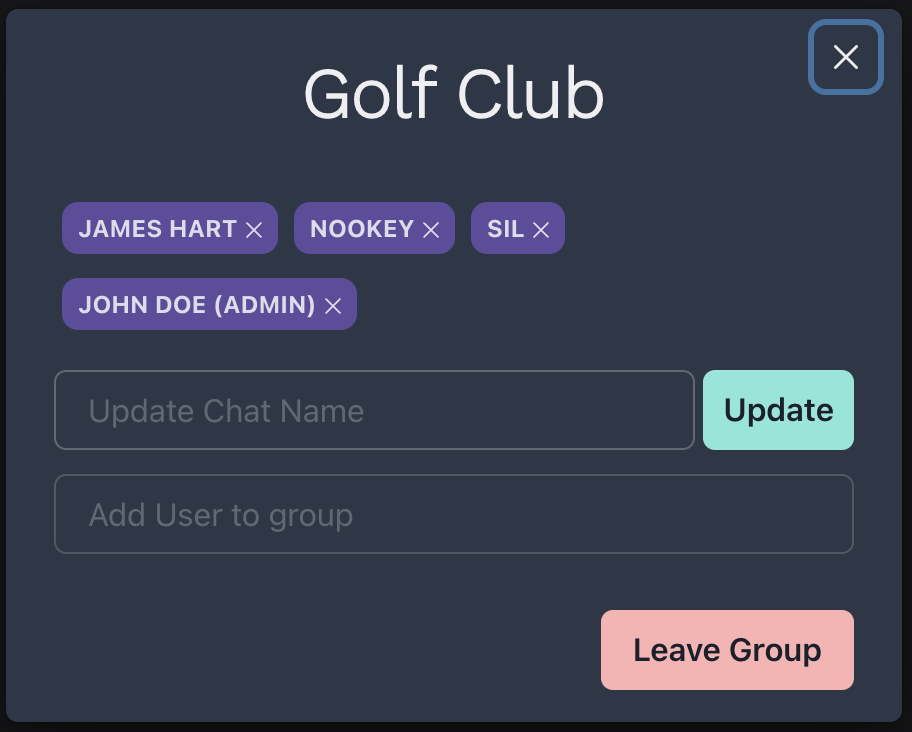 Golf Club
JAMES HART NOOKEY SIL
JOHN DOE (ADMIN)
Update Chat Name Update
Add User to group
Leave Group